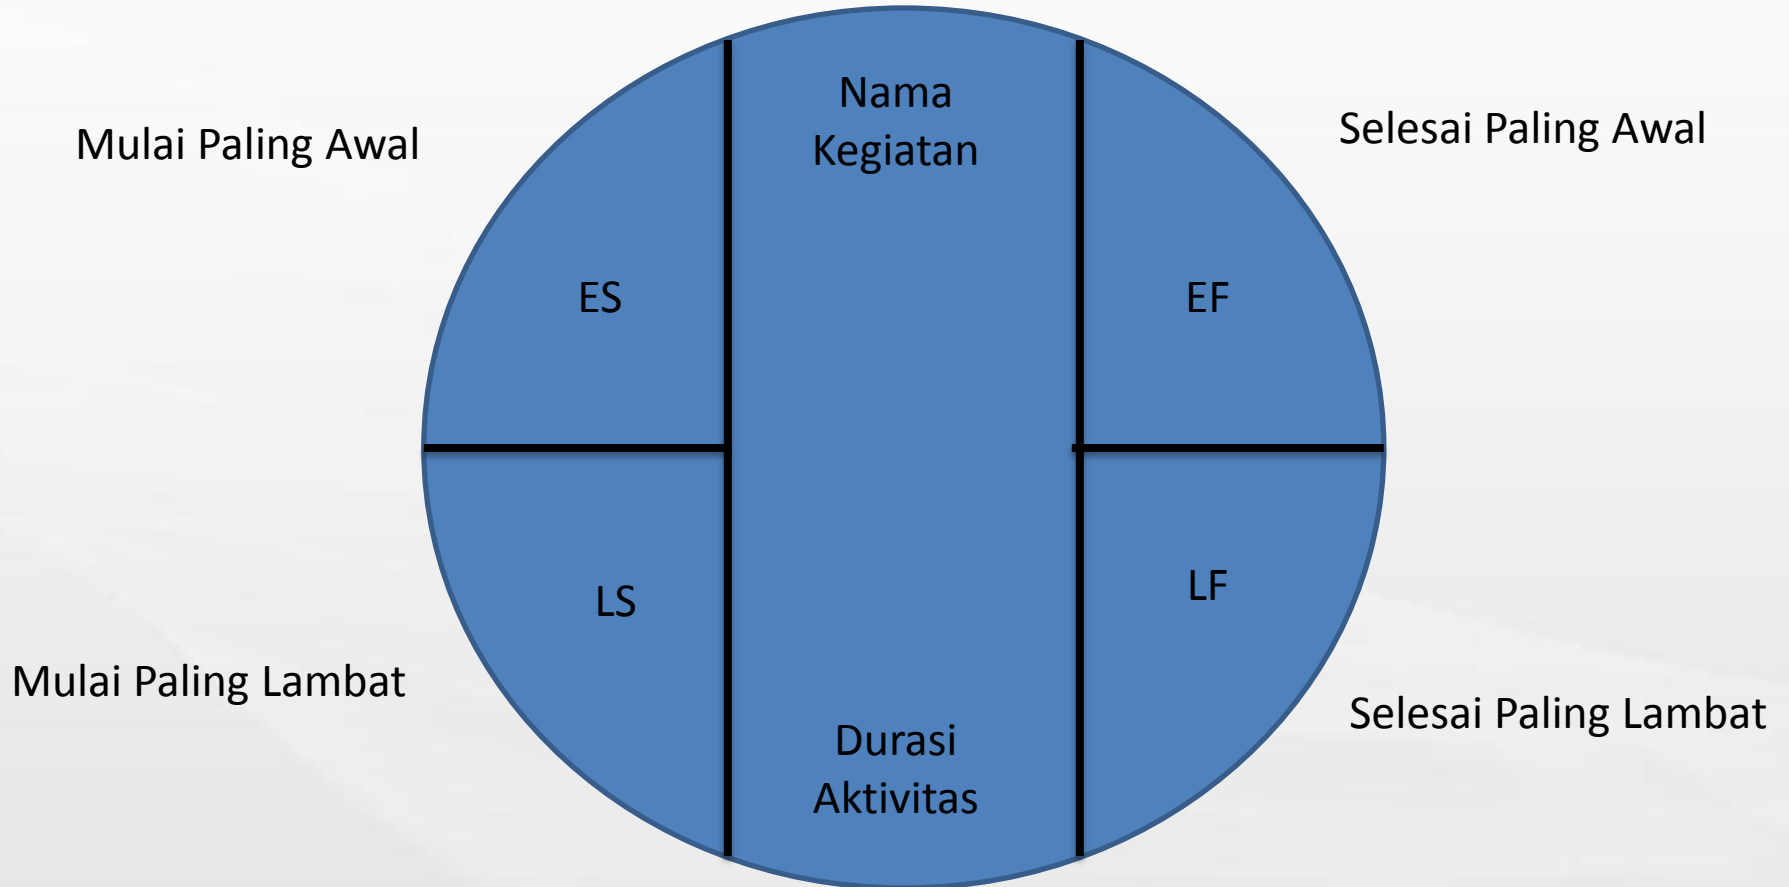 Nama
Kegiatan
Mulai Paling Awal
Selesai Paling Awal
ES
EF
LS
LF
Mulai Paling Lambat
Selesai Paling Lambat
Durasi
Aktivitas